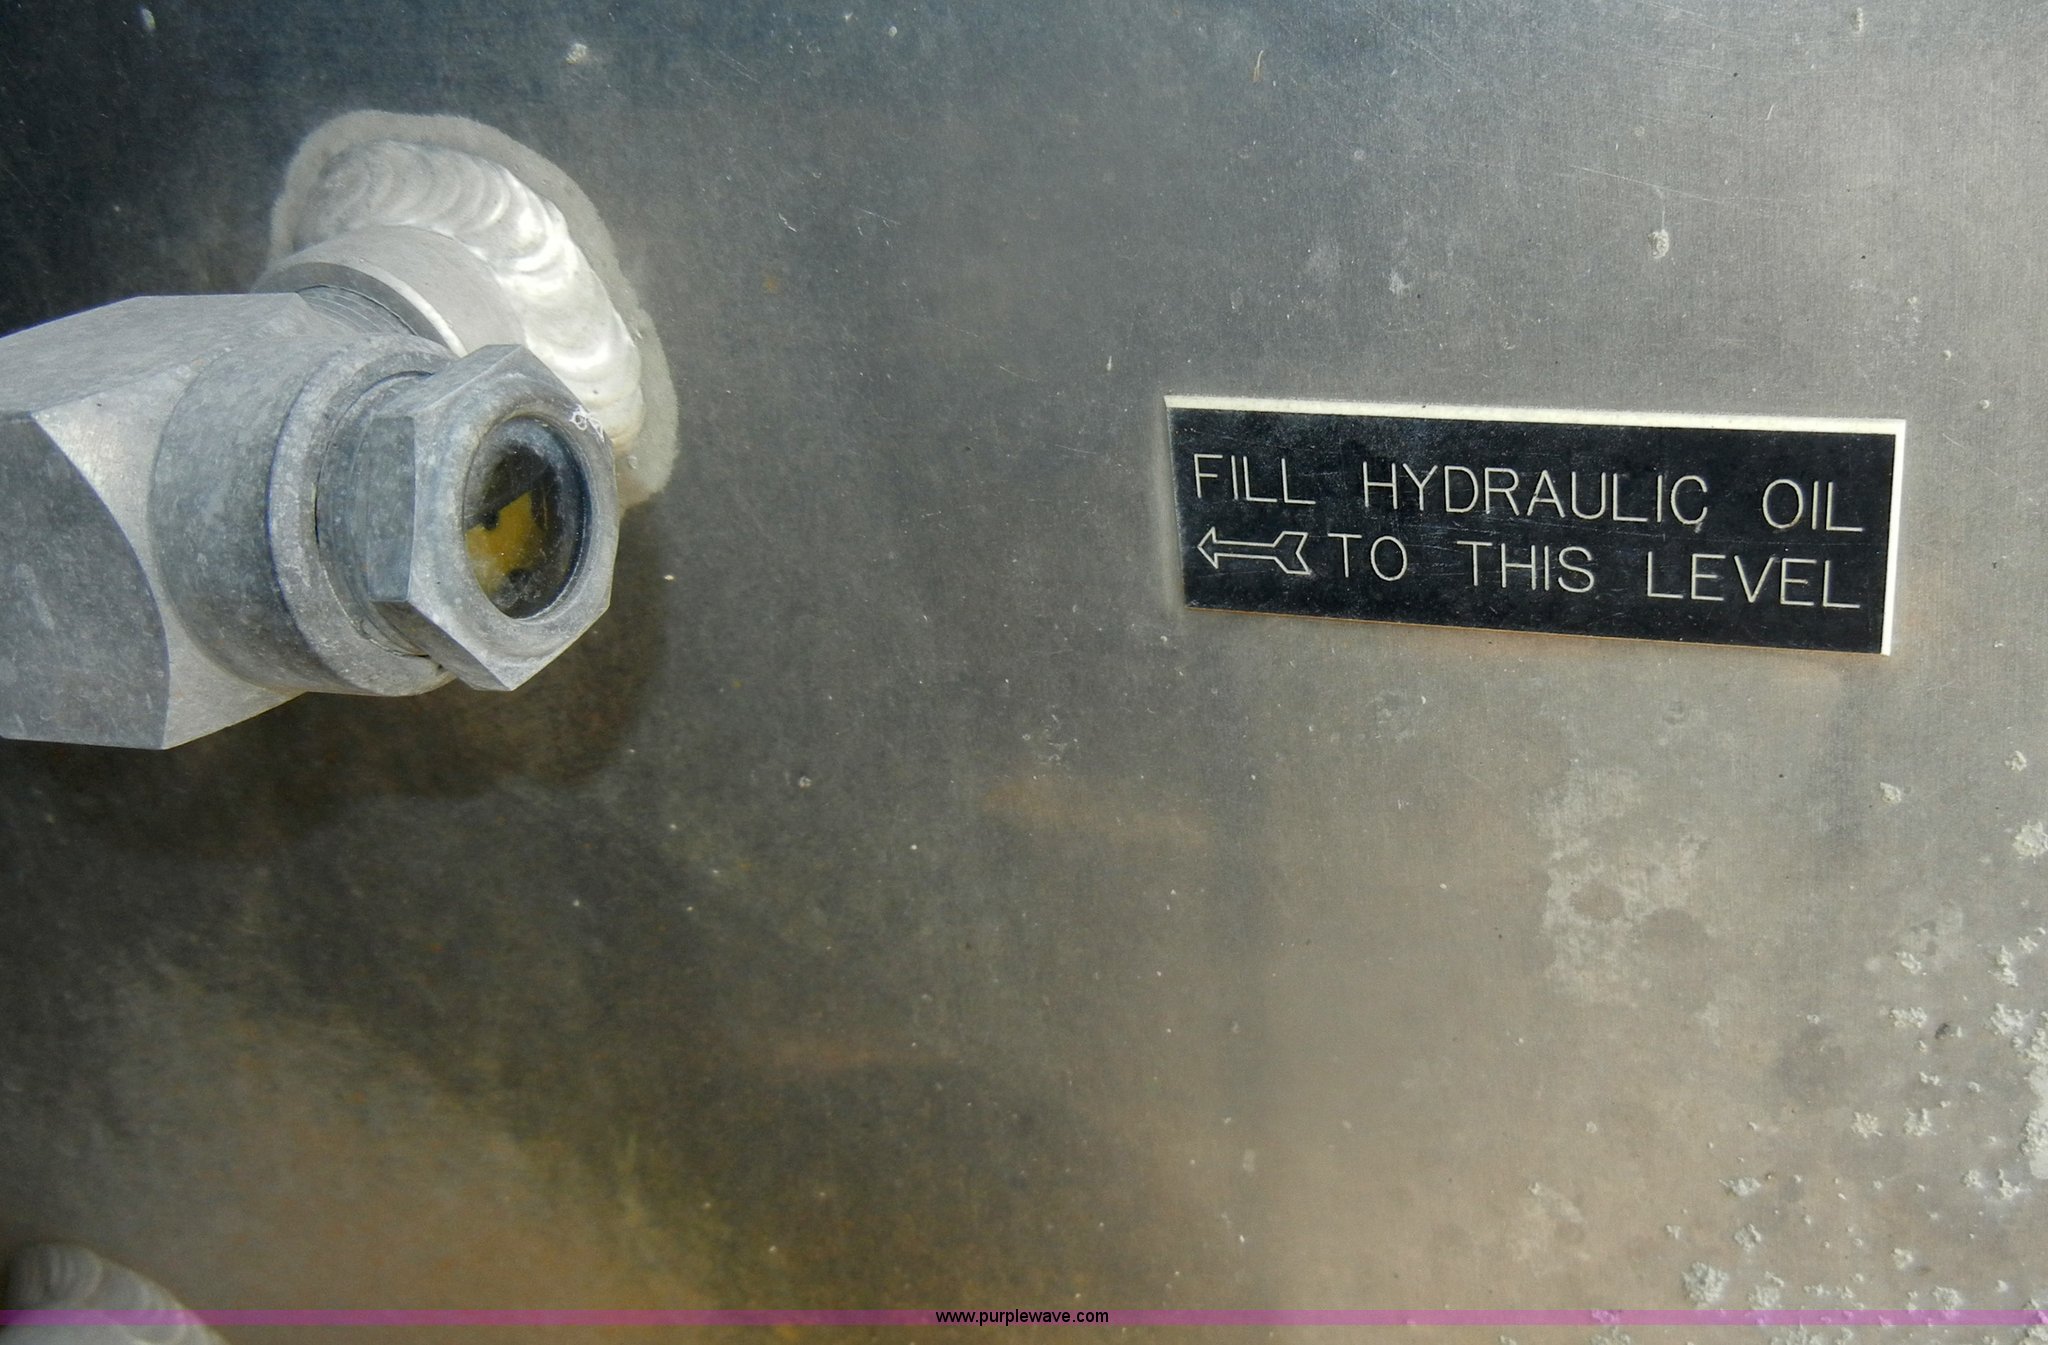 FILL HYDRAULIC OIL
TO THIS LEVEL
www.purplewave.com